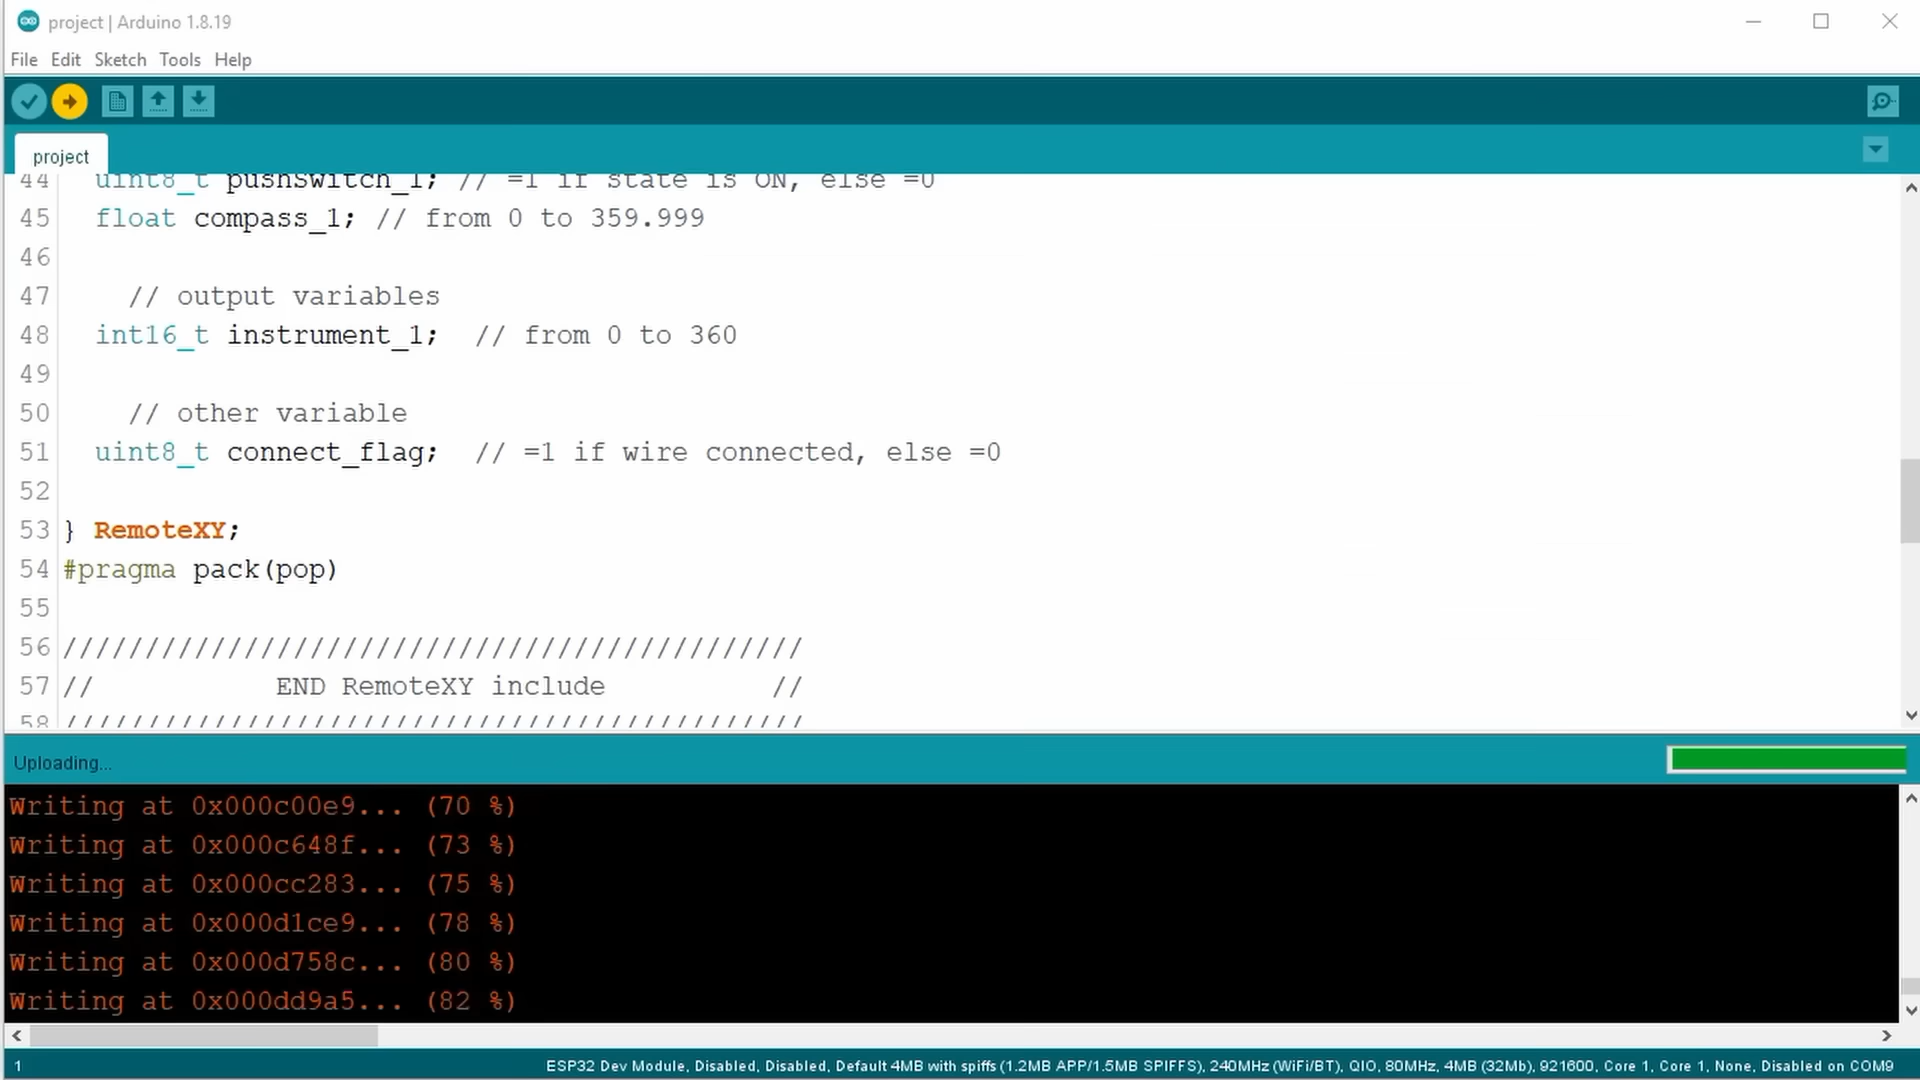 project | Arduino 1.8.19
File Edit Sketch Tools Help
project
44 uint8_t pushSwitch_1; // =1 if state is ON, else =0
45 float compass_1; // from 0 to 359.999
46
47 // output variables
48 int16_t instrument_1; // from 0 to 360
49
50 // other variable
51 uint8_t connect_flag; // =1 if wire connected, else =0
52
53 } RemoteXY;
54 #pragma pack(pop)
55
56 /////////////////////////////////////////////
57 // END RemoteXY include //
58 /////////////////////////////////////////////
Uploading...
Writing at 0x000c00e9... (70 %)
Writing at 0x000c648f... (73 %)
Writing at 0x000cc283... (75 %)
Writing at 0x000d1ce9... (78 %)
Writing at 0x000d758c... (80 %)
Writing at 0x000dd9a5... (82 %)
1 ESP32 Dev Module, Disabled, Disabled, Default 4MB with spiffs (1.2MB APP/1.5MB SPIFFS), 240MHz (WiFi/BT), QIO, 80MHz, 4MB (32Mb), 921600, Core 1, Core 1, None, Disabled on COM9